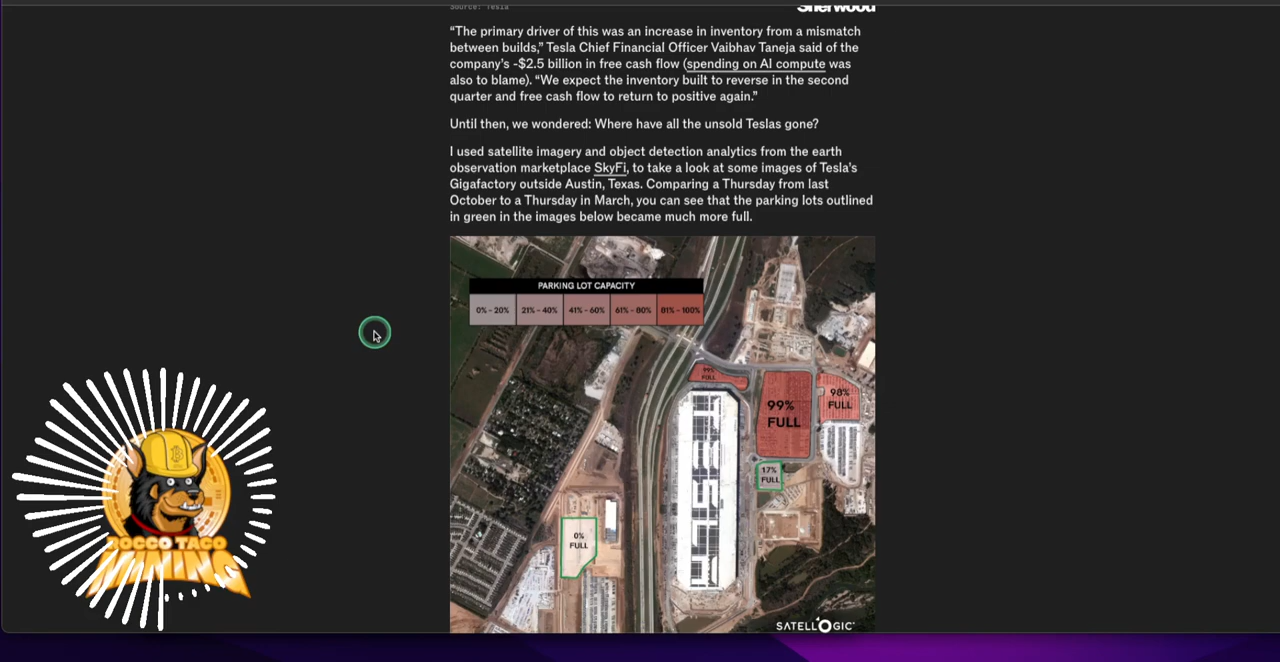 Source: Tesla
Sherwood
“The primary driver of this was an increase in inventory from a mismatch
between builds,” Tesla Chief Financial Officer Vaibhav Taneja said of the
company’s -$2.5 billion in free cash flow (spending on AI compute was
also to blame). “We expect the inventory built to reverse in the second
quarter and free cash flow to return to positive again.”
Until then, we wondered: Where have all the unsold Teslas gone?
I used satellite imagery and object detection analytics from the earth
observation marketplace SkyFi, to take a look at some images of Tesla’s
Gigafactory outside Austin, Texas. Comparing a Thursday from last
October to a Thursday in March, you can see that the parking lots outlined
in green in the images below became much more full.
PARKING LOT CAPACITY
0% - 20% 21% - 40% 41% - 60% 61% - 80% 81% - 100%
99%
FULL
99%
FULL
98%
FULL
17%
FULL
0%
FULL
SATELLOGIC
ROCCO TACO
MINING